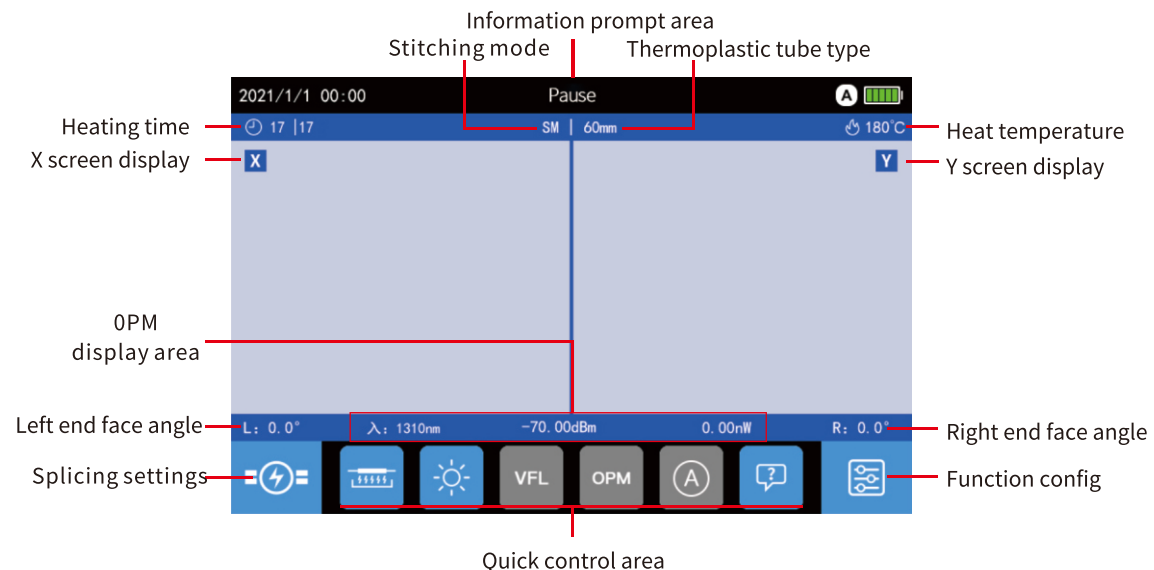 Information prompt area
Stitching mode
Thermoplastic tube type
2021/1/1 00:00
Pause
A
Heating time
17 |17
SM | 60mm
180℃
Heat temperature
X screen display
X
Y
Y screen display
0PM
display area
Left end face angle
L: 0.0°
入: 1310nm
-70.00dBm
0.00nW
R: 0.0°
Right end face angle
Splicing settings
VFL
OPM
A
?
Function config
Quick control area